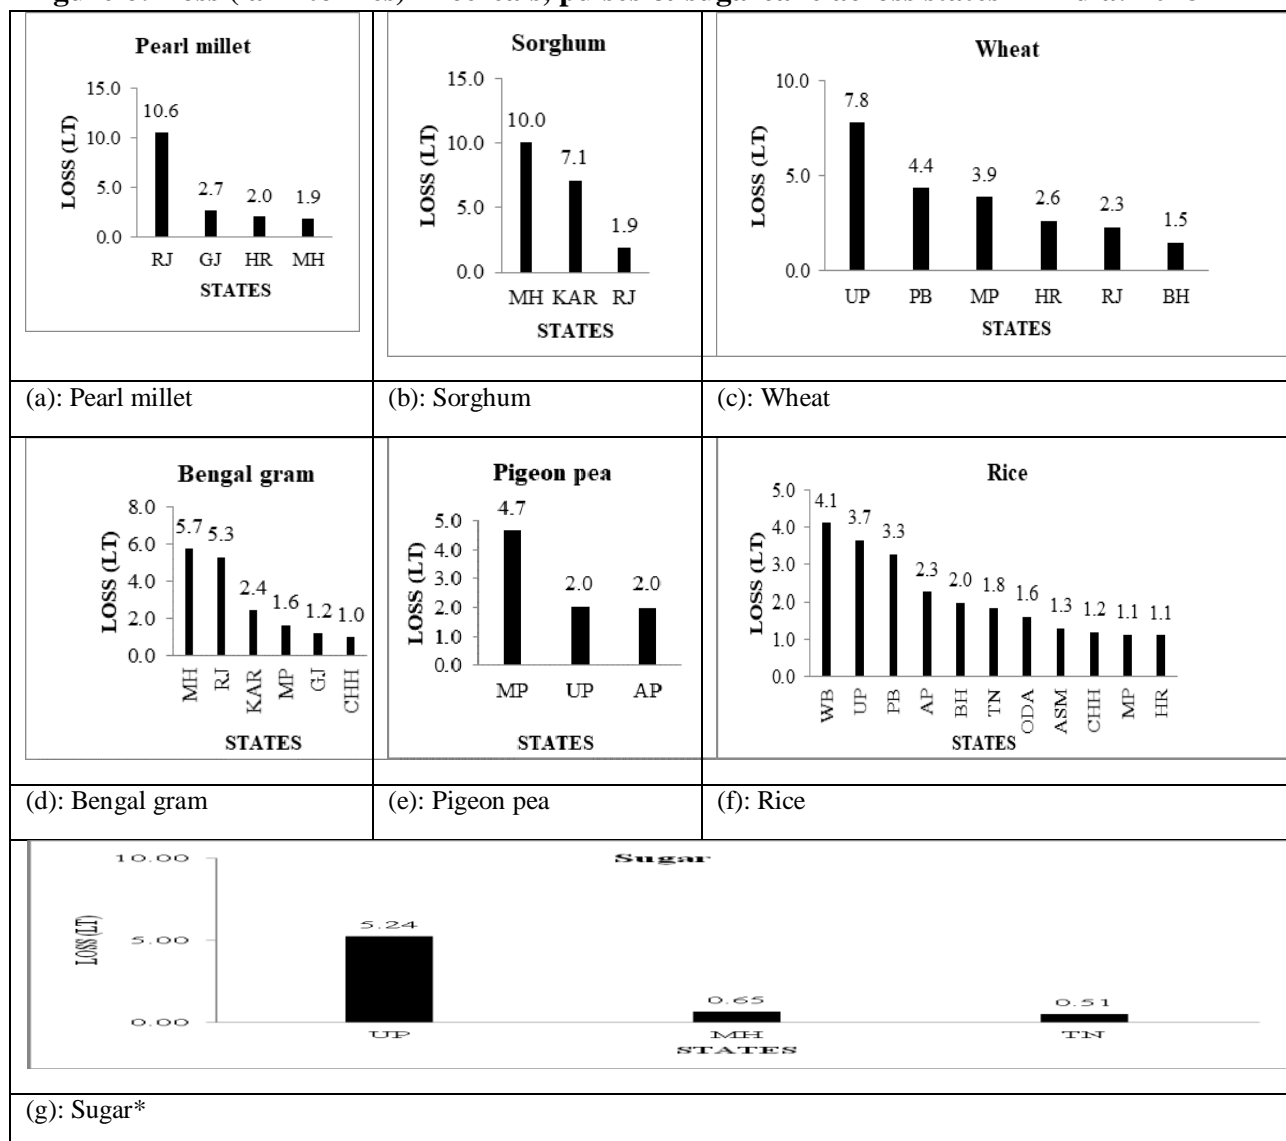 Pearl millet
15.0
10.0
5.0
0.0
LOSS (LT)
10.6
2.7
2.0
1.9
RJ GJ HR MH
STATES
Sorghum
15.0
10.0
5.0
0.0
LOSS (LT)
10.0
7.1
1.9
MH KAR RJ
STATES
Wheat
10.0
5.0
0.0
LOSS (LT)
7.8
4.4
3.9
2.6
2.3
1.5
UP PB MP HR RJ BH
STATES
(a): Pearl millet
(b): Sorghum
(c): Wheat
Bengal gram
8.0
6.0
4.0
2.0
0.0
LOSS (LT)
5.7
5.3
2.4
1.6
1.2
1.0
MH RJ KAR MP GJ CHH
STATES
Pigeon pea
5.0
4.0
3.0
2.0
1.0
0.0
LOSS (LT)
4.7
2.0
2.0
MP UP AP
STATES
Rice
5.0
4.0
3.0
2.0
1.0
0.0
LOSS (LT)
4.1
3.7
3.3
2.3
2.0
1.8
1.6
1.3
1.2
1.1
1.1
WB UP PB AP BH TN ODA ASM CHH MP HR
STATES
(d): Bengal gram
(e): Pigeon pea
(f): Rice
Sugar
10.00
5.00
0.00
LOSS (LT)
5.24
0.65
0.51
UP MH TN
STATES
(g): Sugar*